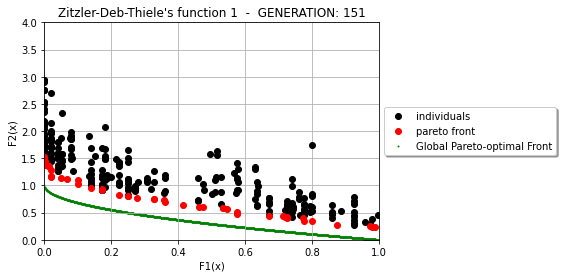 Zitzler-Deb-Thiele's function 1 - GENERATION: 151
4.0
3.5
3.0
2.5
2.0
1.5
1.0
0.5
0.0
F2(x)
0.0 0.2 0.4 0.6 0.8 1.0
F1(x)
individuals
pareto front
Global Pareto-optimal Front